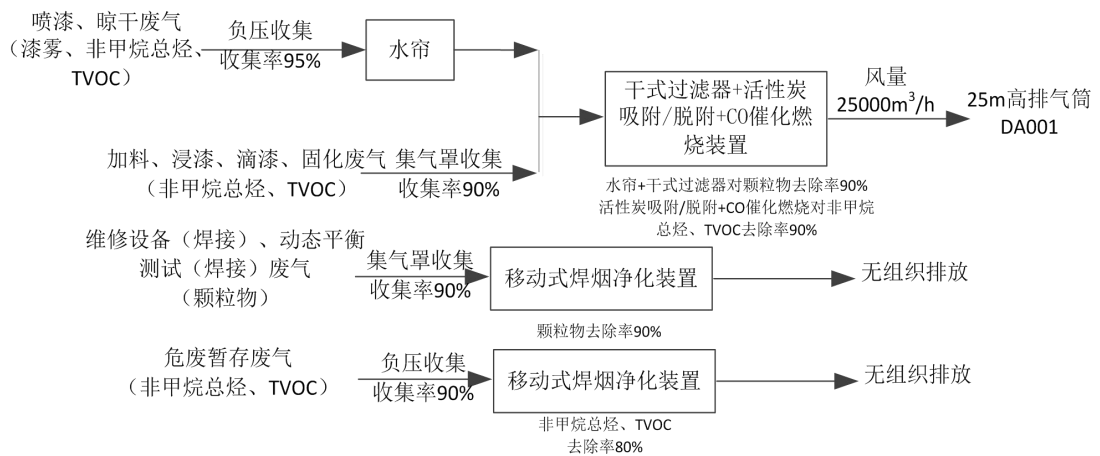 喷漆、晾干废气
（漆雾、非甲烷总烃、
TVOC）
负压收集
收集率95%
水帘
加料、浸漆、滴漆、固化废气
（非甲烷总烃、TVOC）
集气罩收集
收集率90%
干式过滤器+活性炭
吸附/脱附+CO催化燃
烧装置
风量
25000m³/h
25m高排气筒
DA001
水帘+干式过滤器对颗粒物去除率90%
活性炭吸附/脱附+CO催化燃烧对非甲烷
总烃、TVOC去除率90%
维修设备（焊接）、动态平衡
测试（焊接）废气
（颗粒物）
集气罩收集
收集率90%
移动式焊烟净化装置
无组织排放
颗粒物去除率90%
危废暂存废气
（非甲烷总烃、TVOC）
负压收集
收集率90%
移动式焊烟净化装置
无组织排放
非甲烷总烃、TVOC
去除率80%